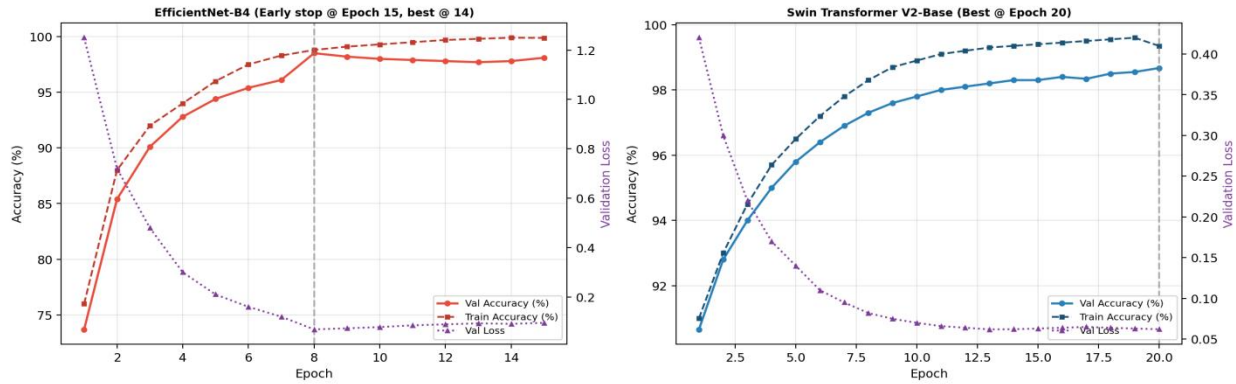 EfficientNet-B4 (Early stop @ Epoch 15, best @ 14)
100
95
90
85
80
75
Accuracy (%)
1.2
1.0
0.8
0.6
0.4
0.2
Validation Loss
Val Accuracy (%)
Train Accuracy (%)
Val Loss
2 4 6 8 10 12 14
Epoch
Swin Transformer V2-Base (Best @ Epoch 20)
100
98
96
94
92
Accuracy (%)
0.40
0.35
0.30
0.25
0.20
0.15
0.10
0.05
Validation Loss
Val Accuracy (%)
Train Accuracy (%)
Val Loss
2.5 5.0 7.5 10.0 12.5 15.0 17.5 20.0
Epoch